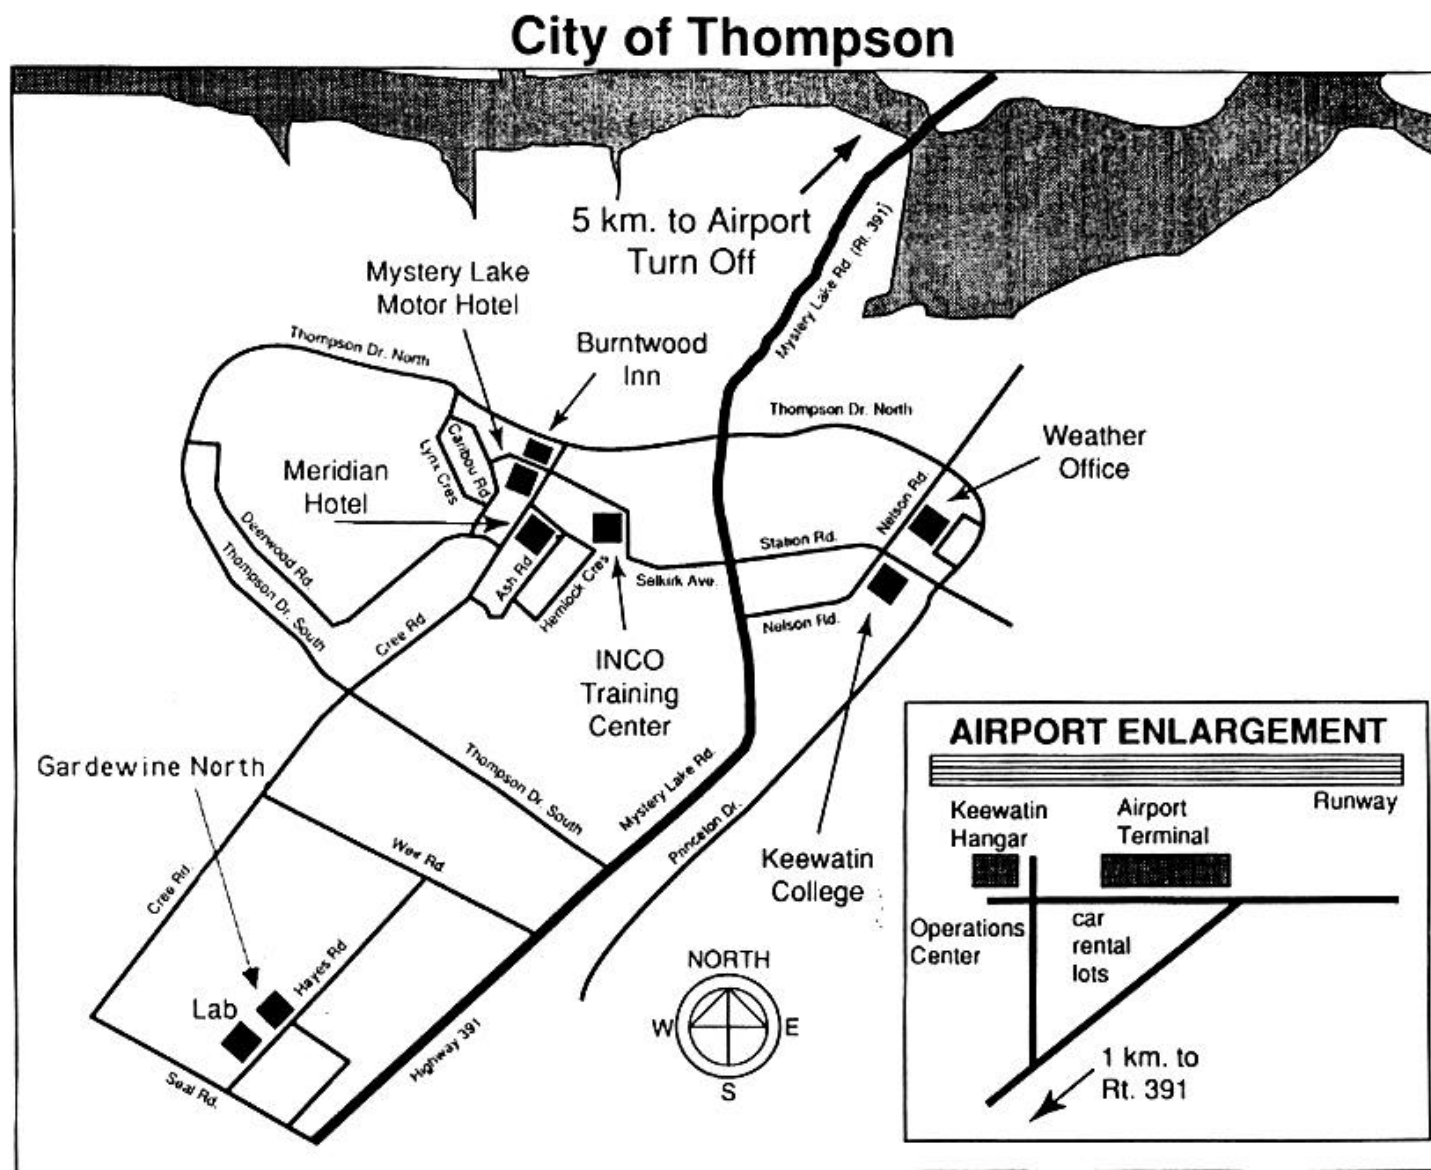 City of Thompson
5 km. to Airport
Turn Off
Mystery Lake Rd. (Rt. 391)
Mystery Lake
Motor Hotel
Burntwood
Inn
Thompson Dr. North
Thompson Dr. North
Weather
Office
Meridian
Hotel
Caribou Rd
Lynx Cres
Nelson Rd.
Station Rd.
Deerwood Rd.
Thompson Dr. South
Ash Rd
Hemlock Cres
Selkirk Ave.
Nelson Rd.
Cree Rd
INCO
Training
Center
Gardewine North
Thompson Dr. South
Mystery Lake Rd.
Princeton Dr.
Keewatin
College
Weir Rd.
Cree Rd.
Hayes Rd
Lab
Seal Rd.
Highway 391
NORTH
W
E
S
AIRPORT ENLARGEMENT
Runway
Keewatin
Hangar
Airport
Terminal
Operations
Center
car
rental
lots
1 km. to
Rt. 391